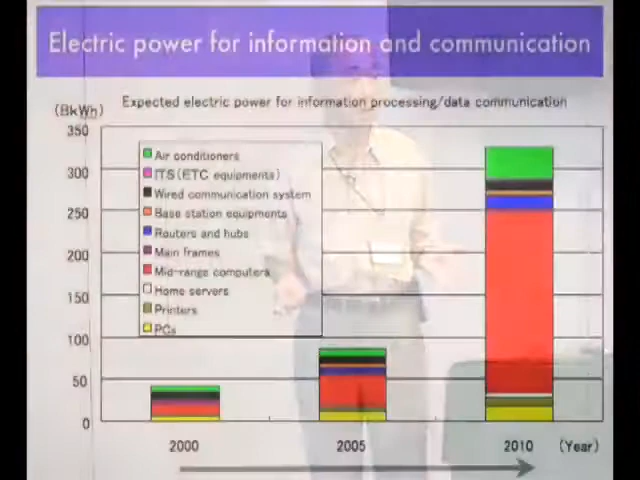 Electric power for information and communication
(BkWh)
Expected electric power for information processing/data communication
350
300
250
200
150
100
50
0
Air conditioners
ITS(ETC equipments)
Wired communication system
Base station equipments
Routers and hubs
Main frames
Mid-range computers
Home servers
Printers
PCs
2000
2005
2010
(Year)